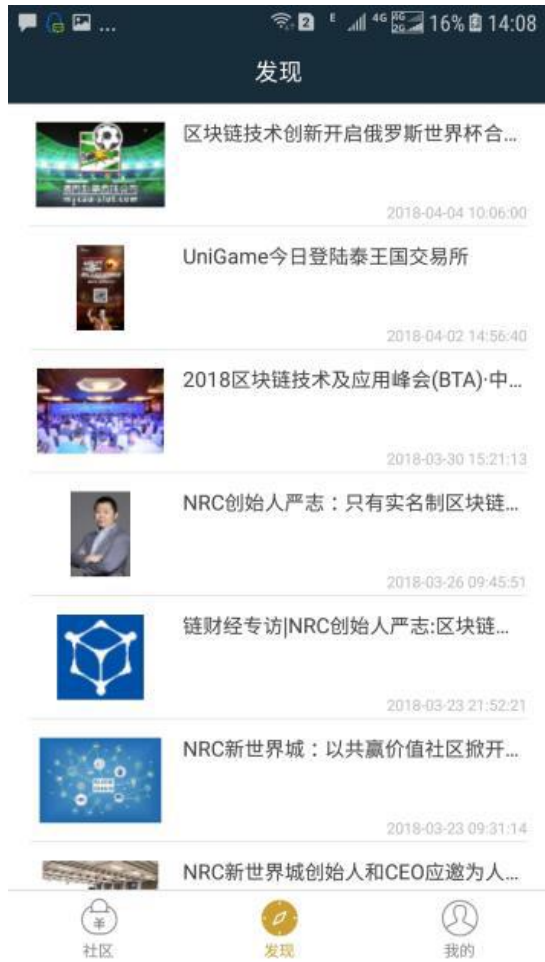 16% 14:08
发现
区块链技术创新开启俄罗斯世界杯合...
2018-04-04 10:06:00
UniGame今日登陆泰王国交易所
2018-04-02 14:56:40
2018区块链技术及应用峰会(BTA)·中...
2018-03-30 15:21:13
NRC创始人严志：只有实名制区块链...
2018-03-26 09:45:51
链财经专访|NRC创始人严志:区块链...
2018-03-23 21:52:21
NRC新世界城：以共赢价值社区掀开...
2018-03-23 09:31:14
NRC新世界城创始人和CEO应邀为人...
社区
发现
我的